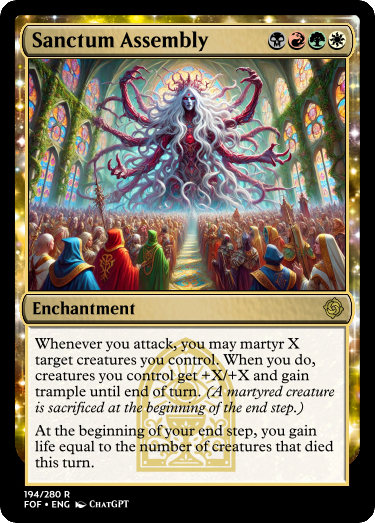 Sanctum Assembly
Enchantment
Whenever you attack, you may martyr X
target creatures you control. When you do,
creatures you control get +X/+X and gain
trample until end of turn. (A martyred creature
is sacrificed at the beginning of the end step.)
At the beginning of your end step, you gain
life equal to the number of creatures that died
this turn.
194/280 R
FOF • ENG ChatGPT